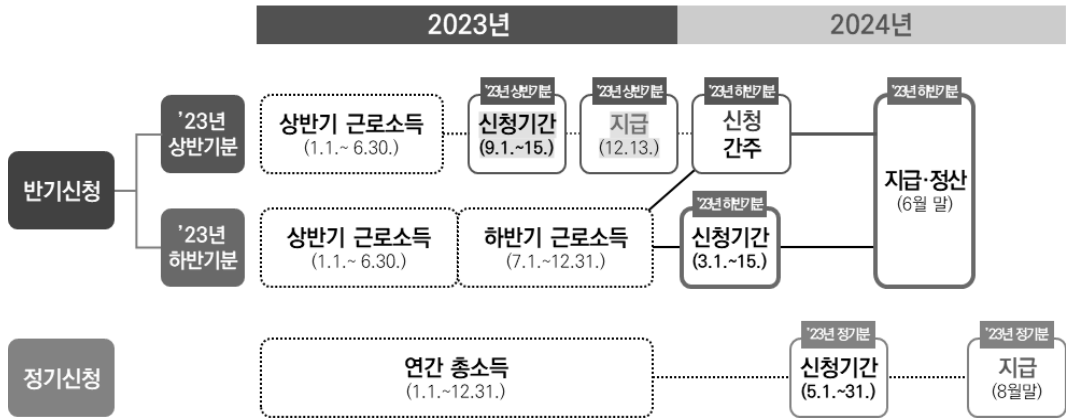 2023년
2024년
반기신청
'23년
상반기분
상반기 근로소득
(1.1.~ 6.30.)
'23년 상반기분
신청기간
(9.1.~15.)
'23년 상반기분
지급
(12.13.)
'23년 하반기분
신청
간주
'23년 하반기분
지급·정산
(6월 말)
'23년
하반기분
상반기 근로소득
(1.1.~ 6.30.)
하반기 근로소득
(7.1.~12.31.)
'23년 하반기분
신청기간
(3.1.~15.)
정기신청
연간 총소득
(1.1.~12.31.)
'23년 정기분
신청기간
(5.1.~31.)
'23년 정기분
지급
(8월말)